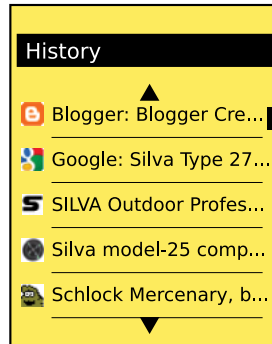 History
Blogger: Blogger Cre...
Google: Silva Type 27...
SILVA Outdoor Profes...
Silva model-25 comp...
Schlock Mercenary, b...